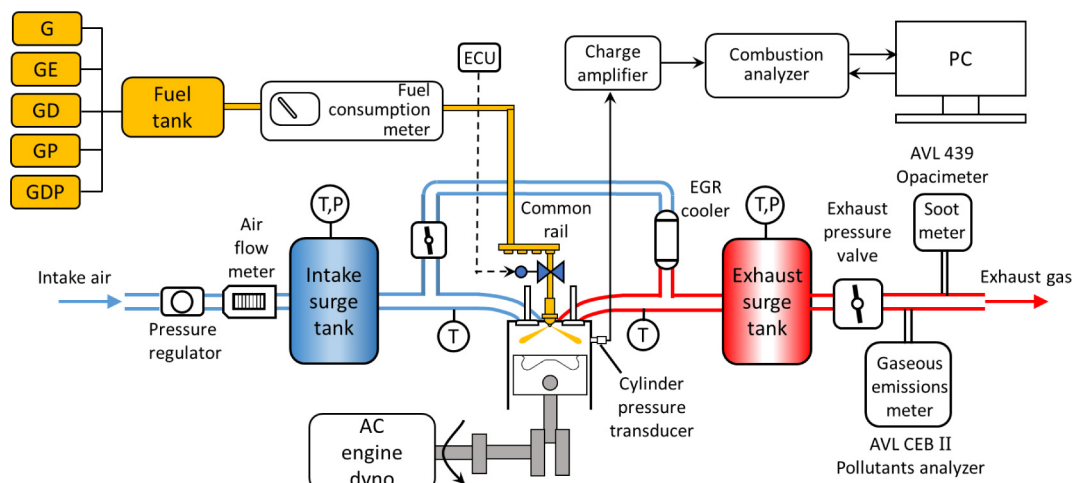 G
GE
GD
GP
GDP
Fuel
tank
Fuel
consumption
meter
ECU
Charge
amplifier
Combustion
analyzer
PC
AVL 439
Opacimeter
Soot
meter
EGR
cooler
T,P
T,P
Common
rail
Air
flow
meter
Exhaust
pressure
valve
Intake air
Intake
surge
tank
Exhaust
surge
tank
Exhaust gas
Pressure
regulator
T
T
Cylinder
pressure
transducer
Gaseous
emissions
meter
AVL CEB II
Pollutants analyzer
AC
engine
dyno